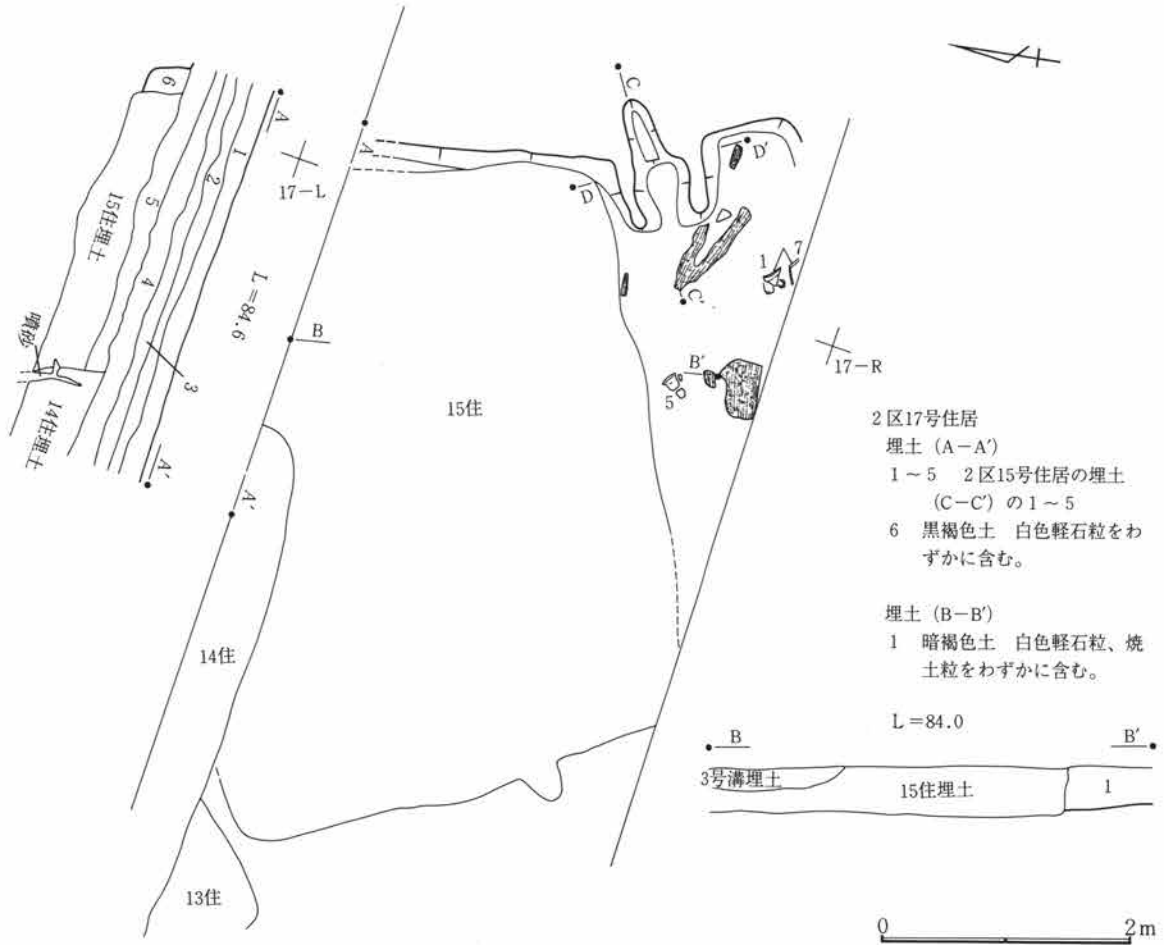 6
5
15住埋土
4
1
2
3
噴砂
14住埋土
A
A′
17-L
L=84.6
A
A′
B
15住
14住
13住
C
D
D′
C′
1
7
B′
5
17-R
2区17号住居
埋土 (A-A′)
1~5 2区15号住居の埋土
(C-C′) の1~5
6 黒褐色土 白色軽石粒をわ
ずかに含む。
埋土 (B-B′)
1 暗褐色土 白色軽石粒、焼
土粒をわずかに含む。
L=84.0
B
B′
3号溝埋土
15住埋土
1
0
2m